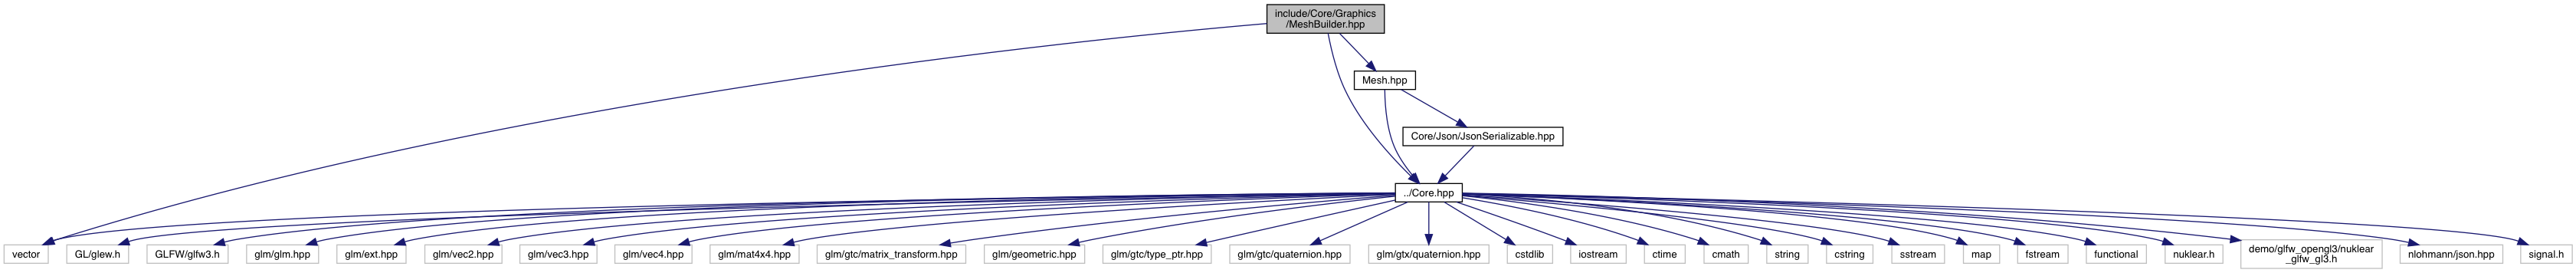 include/Core/Graphics
/MeshBuilder.hpp
Mesh.hpp
Core/Json/JsonSerializable.hpp
../Core.hpp
vector
GL/glew.h
GLFW/glfw3.h
glm/glm.hpp
glm/ext.hpp
glm/vec2.hpp
glm/vec3.hpp
glm/vec4.hpp
glm/mat4x4.hpp
glm/gtc/matrix_transform.hpp
glm/geometric.hpp
glm/gtc/type_ptr.hpp
glm/gtc/quaternion.hpp
glm/gtx/quaternion.hpp
cstdlib
iostream
ctime
cmath
string
cstring
sstream
map
fstream
functional
nuklear.h
demo/glfw_opengl3/nuklear
_glfw_gl3.h
nlohmann/json.hpp
signal.h